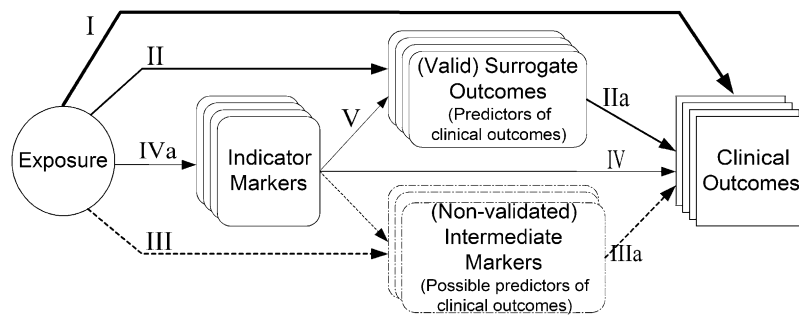 I
II
(Valid) Surrogate
Outcomes
(Predictors of
clinical outcomes)
IIa
V
Exposure
IVa
Indicator
Markers
IV
Clinical
Outcomes
III
(Non-validated)
Intermediate
Markers
(Possible predictors of
clinical outcomes)
IIIa